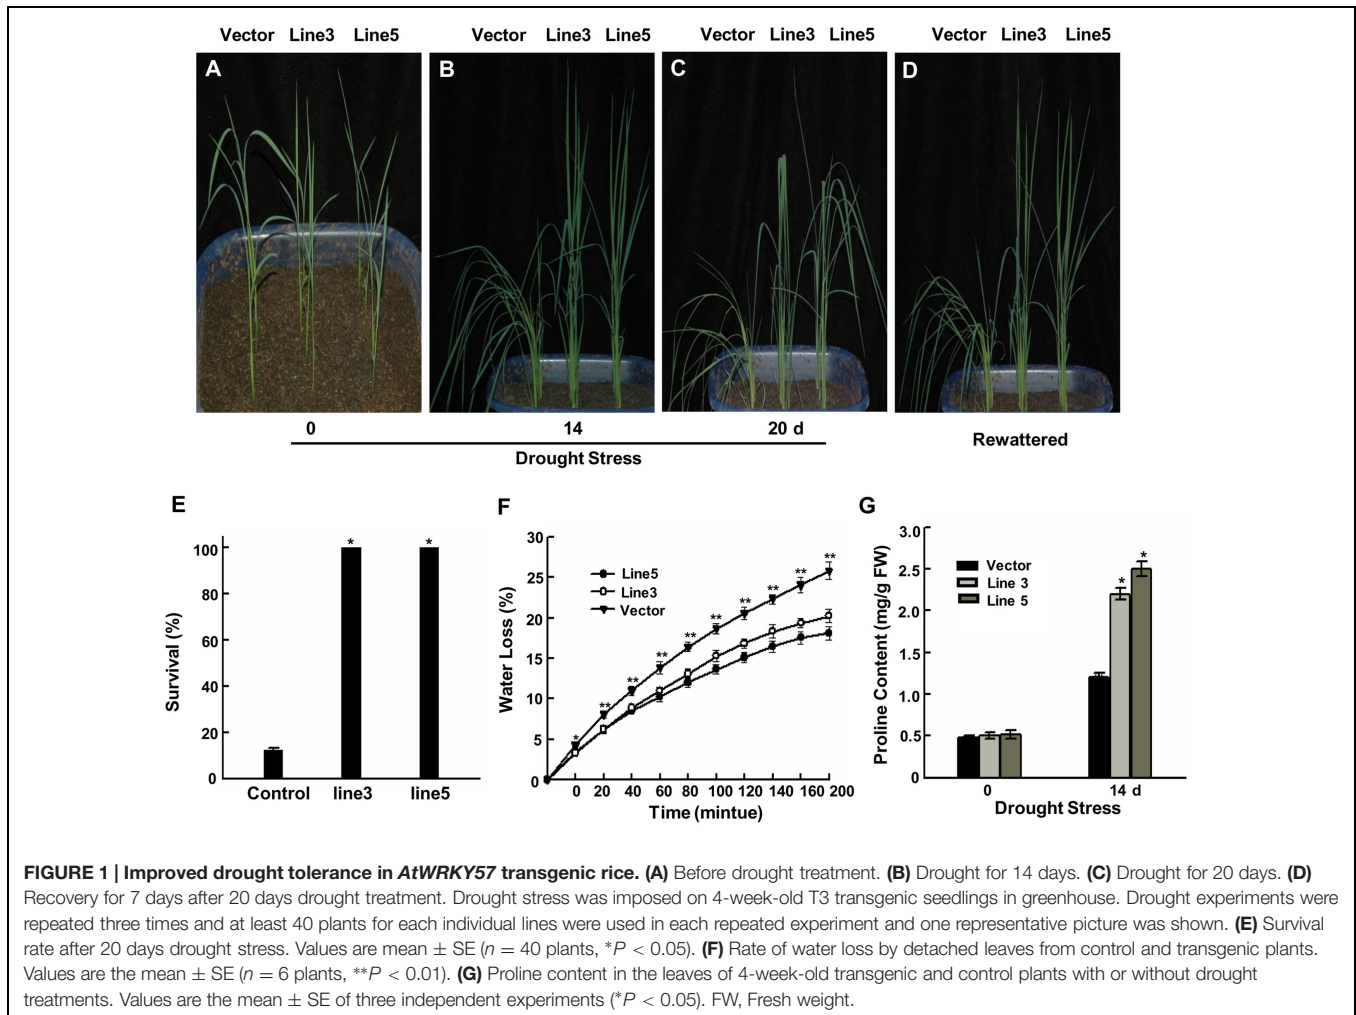 Vector Line3 Line5 Vector Line3 Line5 Vector Line3 Line5 Vector Line3 Line5
A B C D
0 14 20 d
Drought Stress
Rewattered
E
Survival (%)
100
80
60
40
20
0
* *
Control line3 line5
F
Water Loss (%)
30
25
20
15
10
5
0
Line5
Line3
Vector
* ** ** ** ** ** ** ** ** **
0 20 40 60 80 100 120 140 160 200
Time (mintue)
G
Proline Content (mg/g FW)
3.0
2.5
2.0
1.5
1.0
0.5
0
Vector
Line 3
Line 5
* *
0 14 d
Drought Stress
FIGURE 1 | Improved drought tolerance in AtWRKY57 transgenic rice. (A) Before drought treatment. (B) Drought for 14 days. (C) Drought for 20 days. (D)
Recovery for 7 days after 20 days drought treatment. Drought stress was imposed on 4-week-old T3 transgenic seedlings in greenhouse. Drought experiments were
repeated three times and at least 40 plants for each individual lines were used in each repeated experiment and one representative picture was shown. (E) Survival
rate after 20 days drought stress. Values are mean ± SE (n = 40 plants, *P < 0.05). (F) Rate of water loss by detached leaves from control and transgenic plants.
Values are the mean ± SE (n = 6 plants, **P < 0.01). (G) Proline content in the leaves of 4-week-old transgenic and control plants with or without drought
treatments. Values are the mean ± SE of three independent experiments (*P < 0.05). FW, Fresh weight.